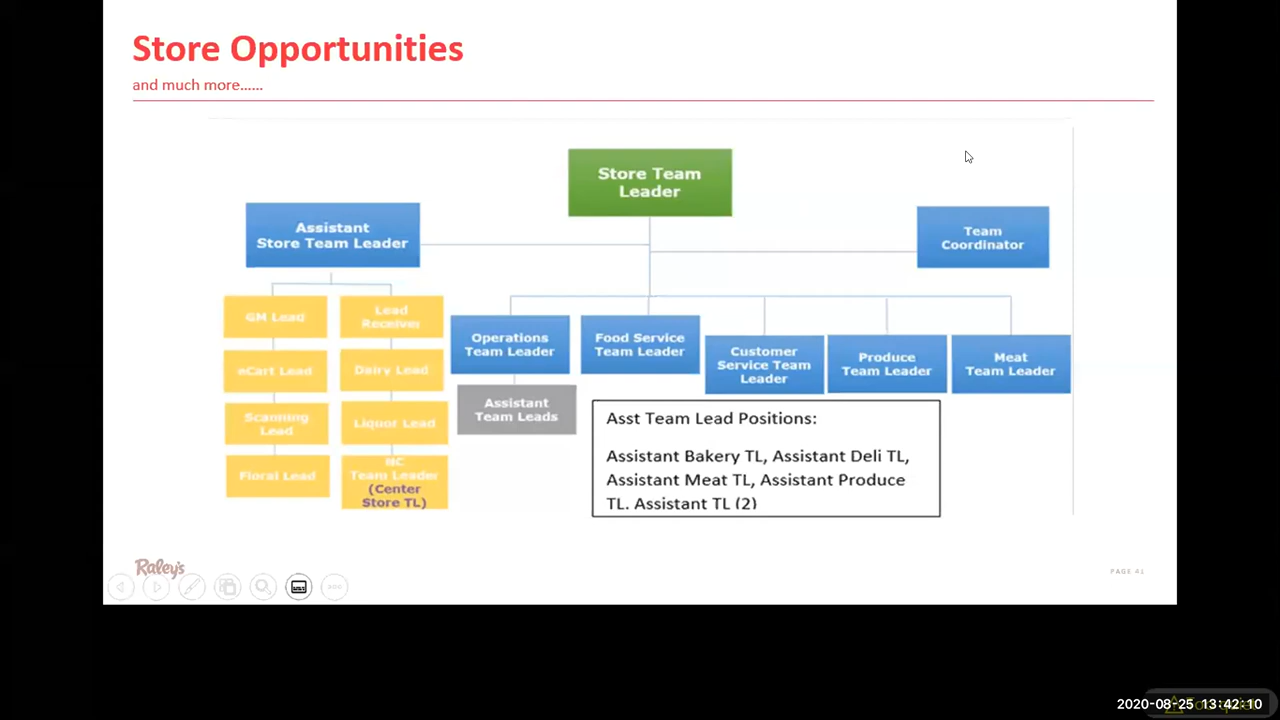 Store Opportunities
and much more......
Store Team
Leader
Assistant
Store Team Leader
Team
Coordinator
GM Lead
Lead
Receiver
Operations
Team Leader
Food Service
Team Leader
Customer
Service Team
Leader
Produce
Team Leader
Meat
Team Leader
eCart Lead
Dairy Lead
Assistant
Team Leads
Scanning
Lead
Liquor Lead
Floral Lead
Team Leader
(Center
Store TL)
Asst Team Lead Positions:
Assistant Bakery TL, Assistant Deli TL,
Assistant Meat TL, Assistant Produce
TL. Assistant TL (2)
Raley's
PAGE 41
2020-08-25 13:42:10